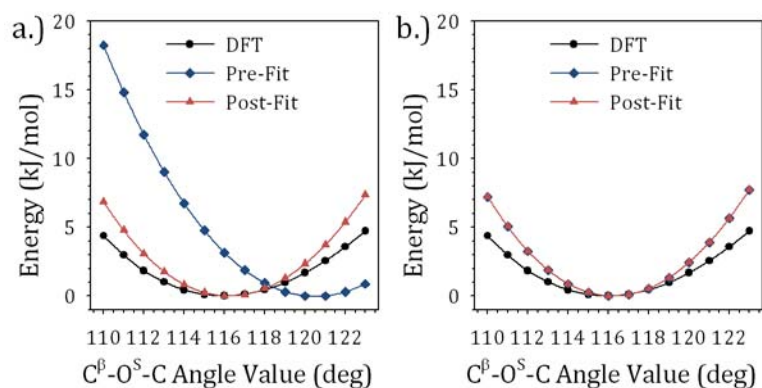 a.)
20
15
10
5
0
Energy (kJ/mol)
DFT
Pre-Fit
Post-Fit
110 112 114 116 118 120 122
Cᵝ-Oˢ-C Angle Value (deg)
b.)
20
15
10
5
0
Energy (kJ/mol)
DFT
Pre-Fit
Post-Fit
110 112 114 116 118 120 122
Cᵝ-Oˢ-C Angle Value (deg)